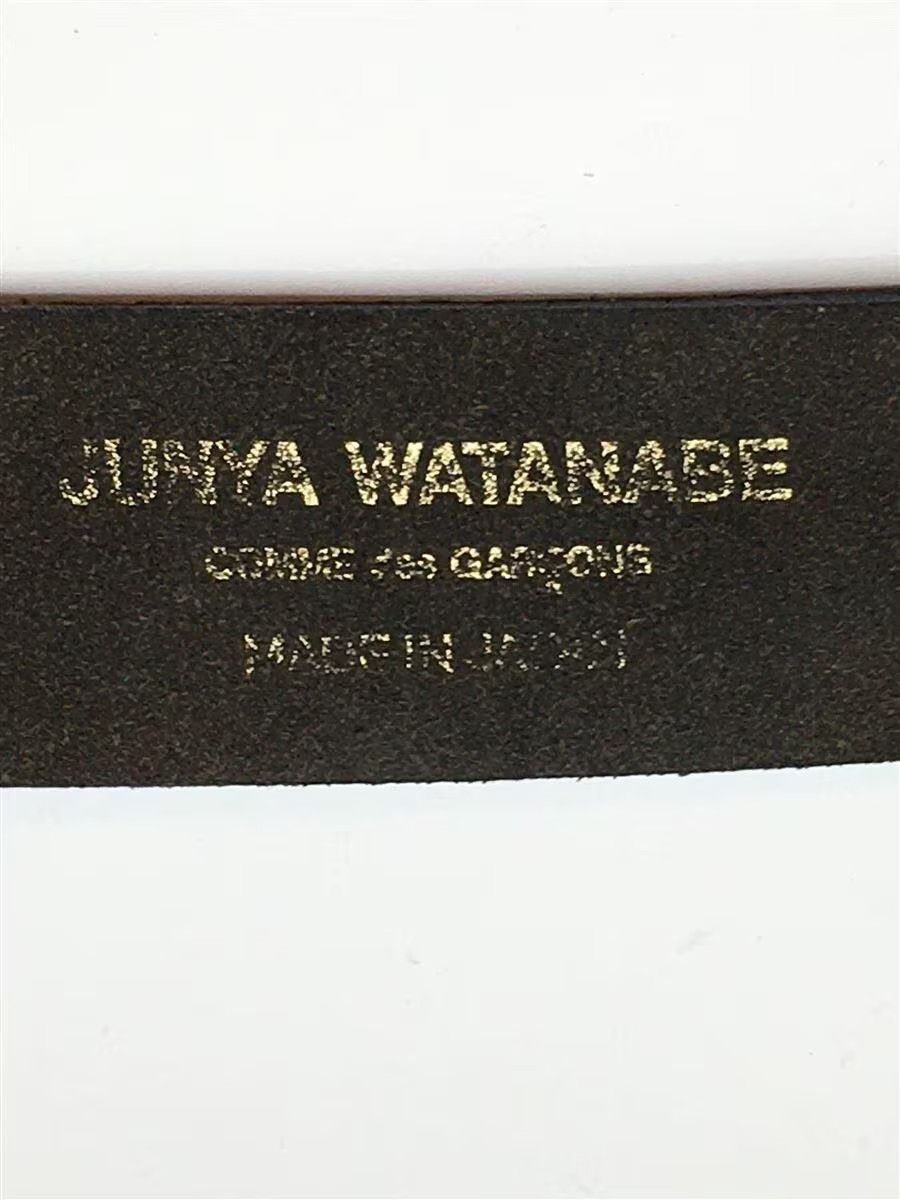 JUNYA WATANABE
COMME des GARÇONS
MADE IN JAPAN